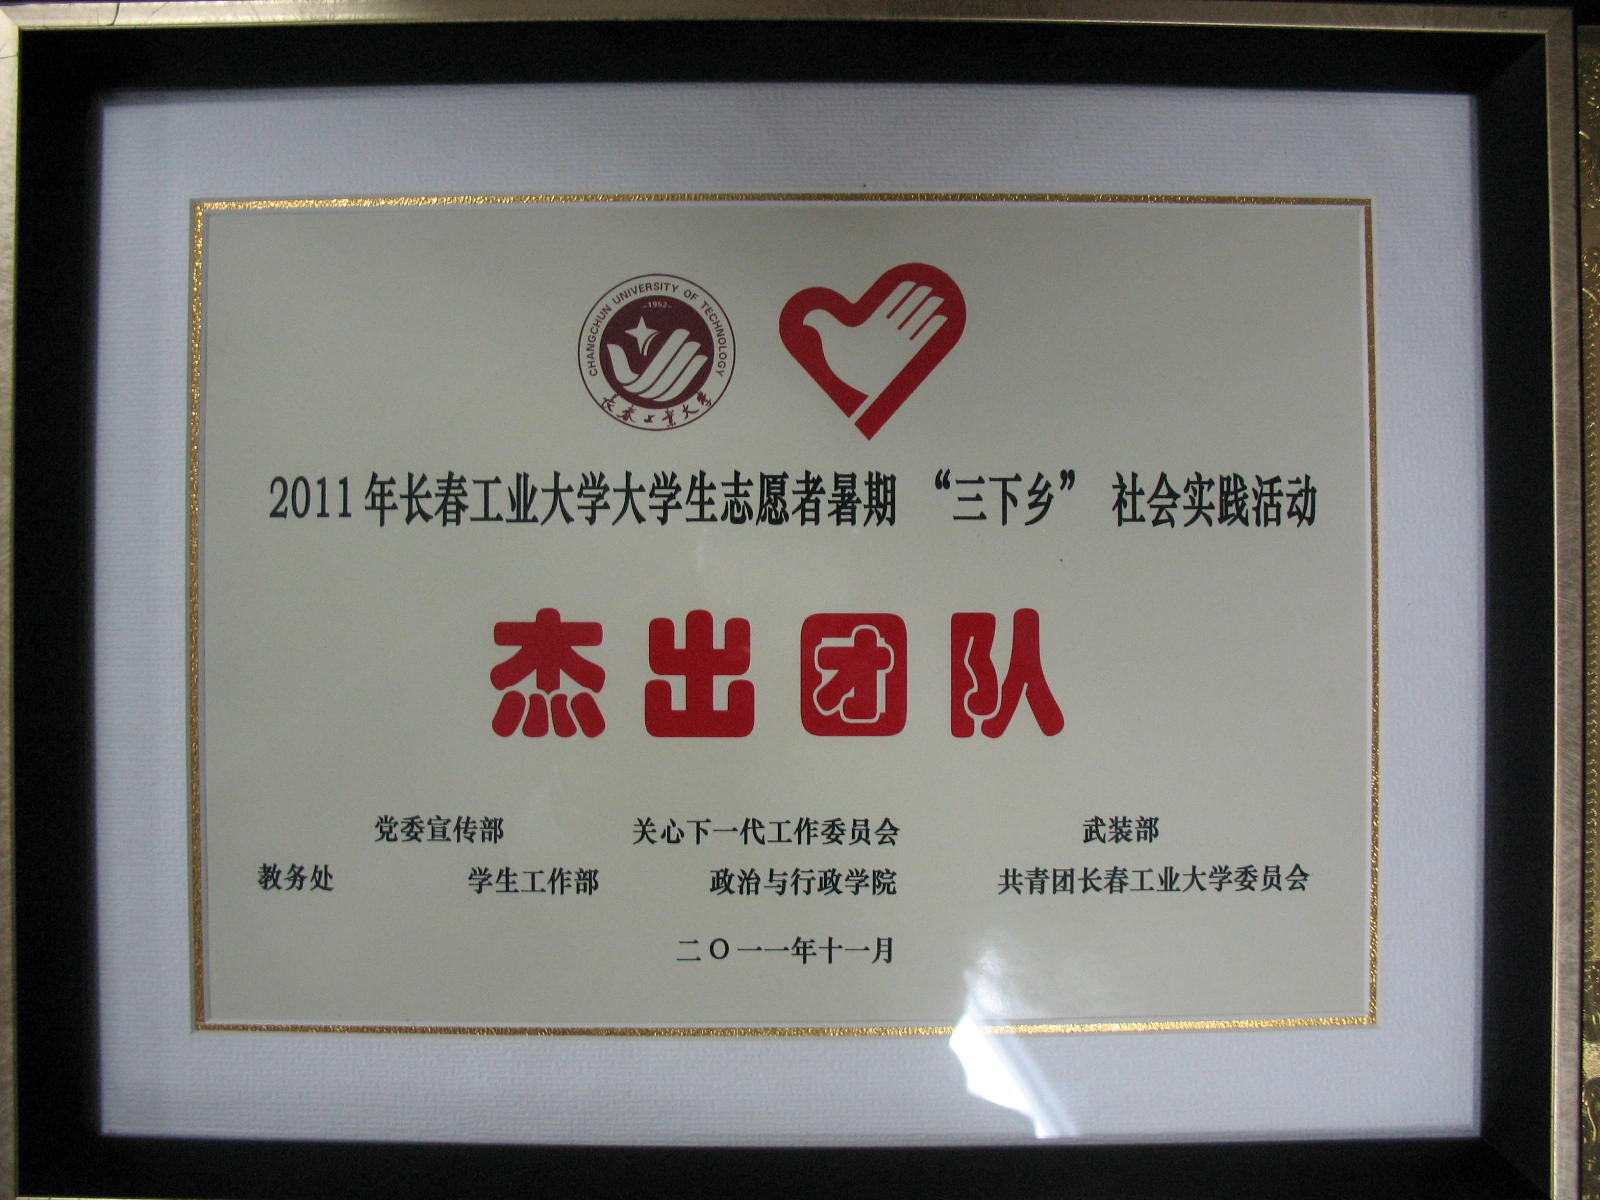 CHANGCHUN UNIVERSITY OF TECHNOLOGY
-1952-
长春工业大学
2011年长春工业大学大学生志愿者暑期 “三下乡” 社会实践活动
杰出团队
党委宣传部 关心下一代工作委员会 武装部
教务处 学生工作部 政治与行政学院 共青团长春工业大学委员会
二O一一年十一月